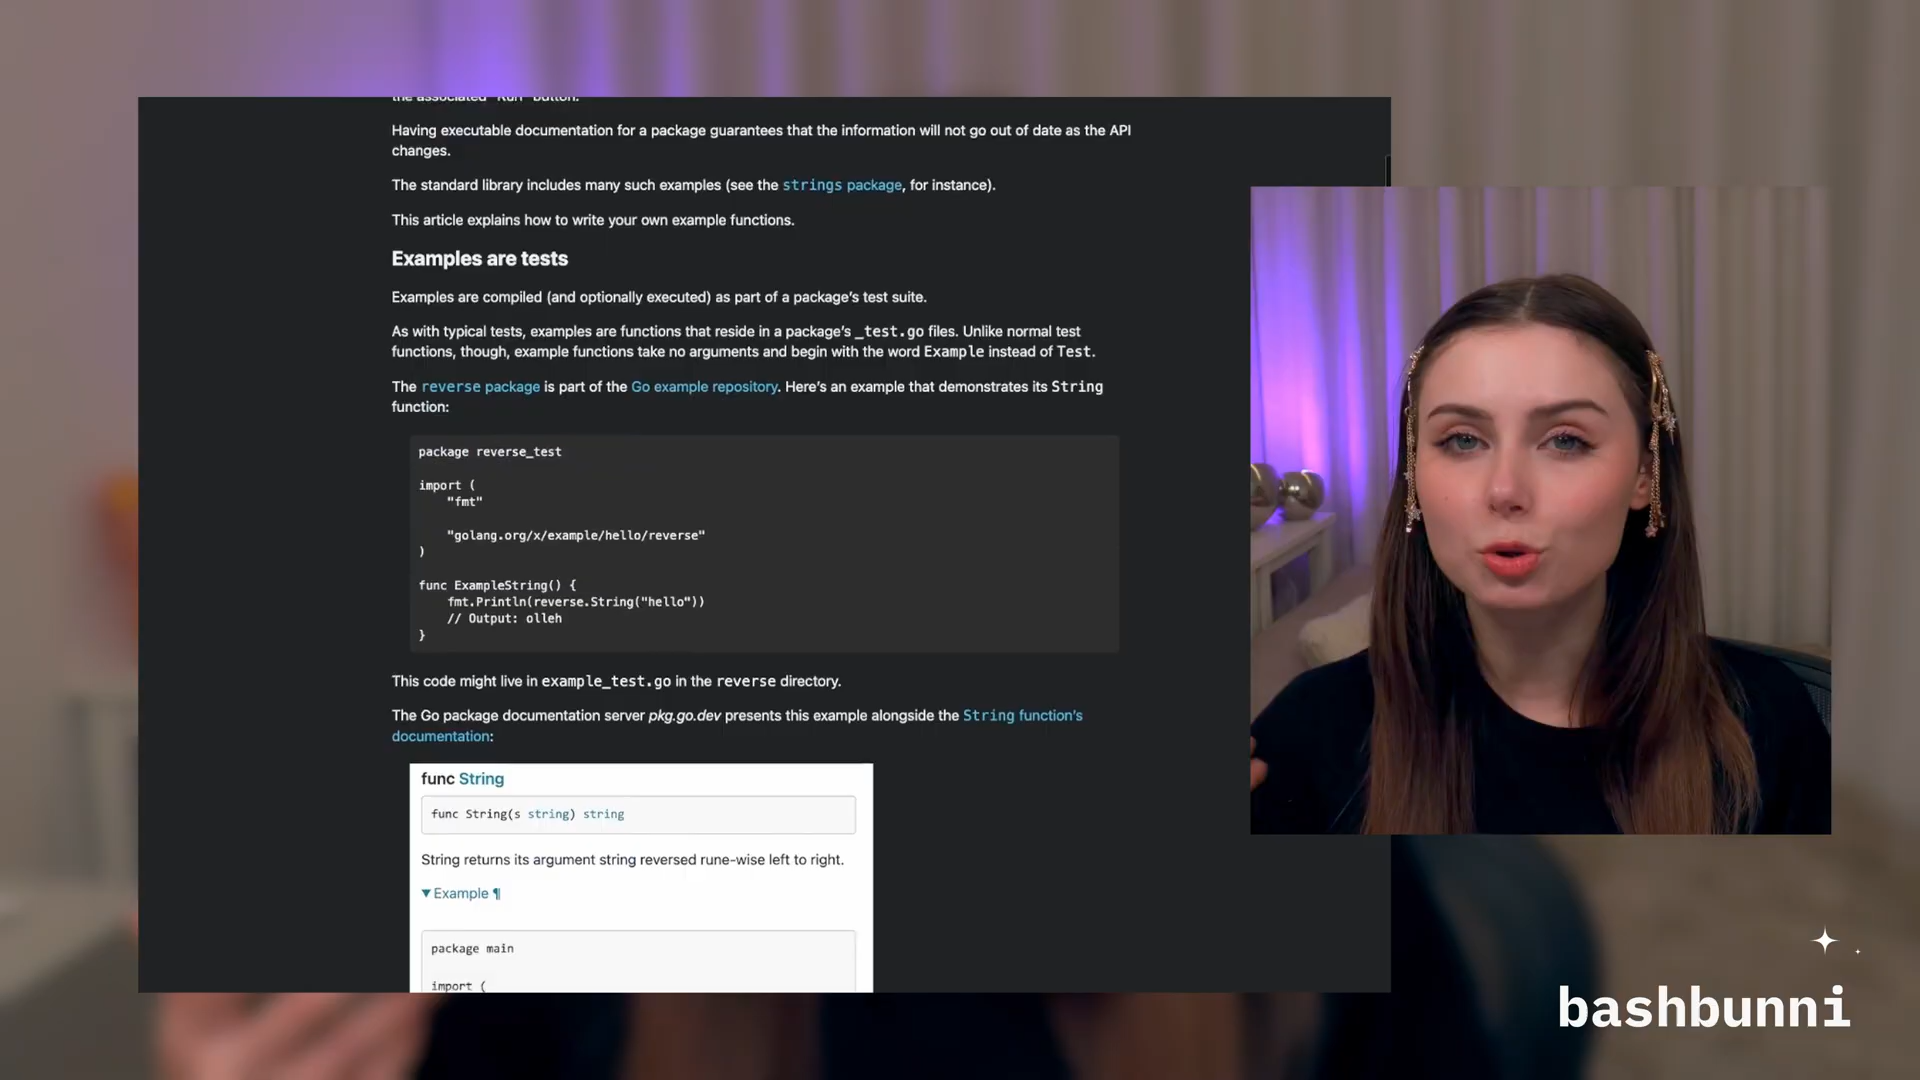 the associated "Run" button.
Having executable documentation for a package guarantees that the information will not go out of date as the API
changes.
The standard library includes many such examples (see the strings package, for instance).
This article explains how to write your own example functions.
Examples are tests
Examples are compiled (and optionally executed) as part of a package's test suite.
As with typical tests, examples are functions that reside in a package's _test.go files. Unlike normal test
functions, though, example functions take no arguments and begin with the word Example instead of Test.
The reverse package is part of the Go example repository. Here's an example that demonstrates its String
function:
package reverse_test
import (
"fmt"
"golang.org/x/example/hello/reverse"
)
func ExampleString() {
fmt.Println(reverse.String("hello"))
// Output: olleh
}
This code might live in example_test.go in the reverse directory.
The Go package documentation server pkg.go.dev presents this example alongside the String function's
documentation:
func String
func String(s string) string
String returns its argument string reversed rune-wise left to right.
▼ Example ¶
package main
import (
bashbunni